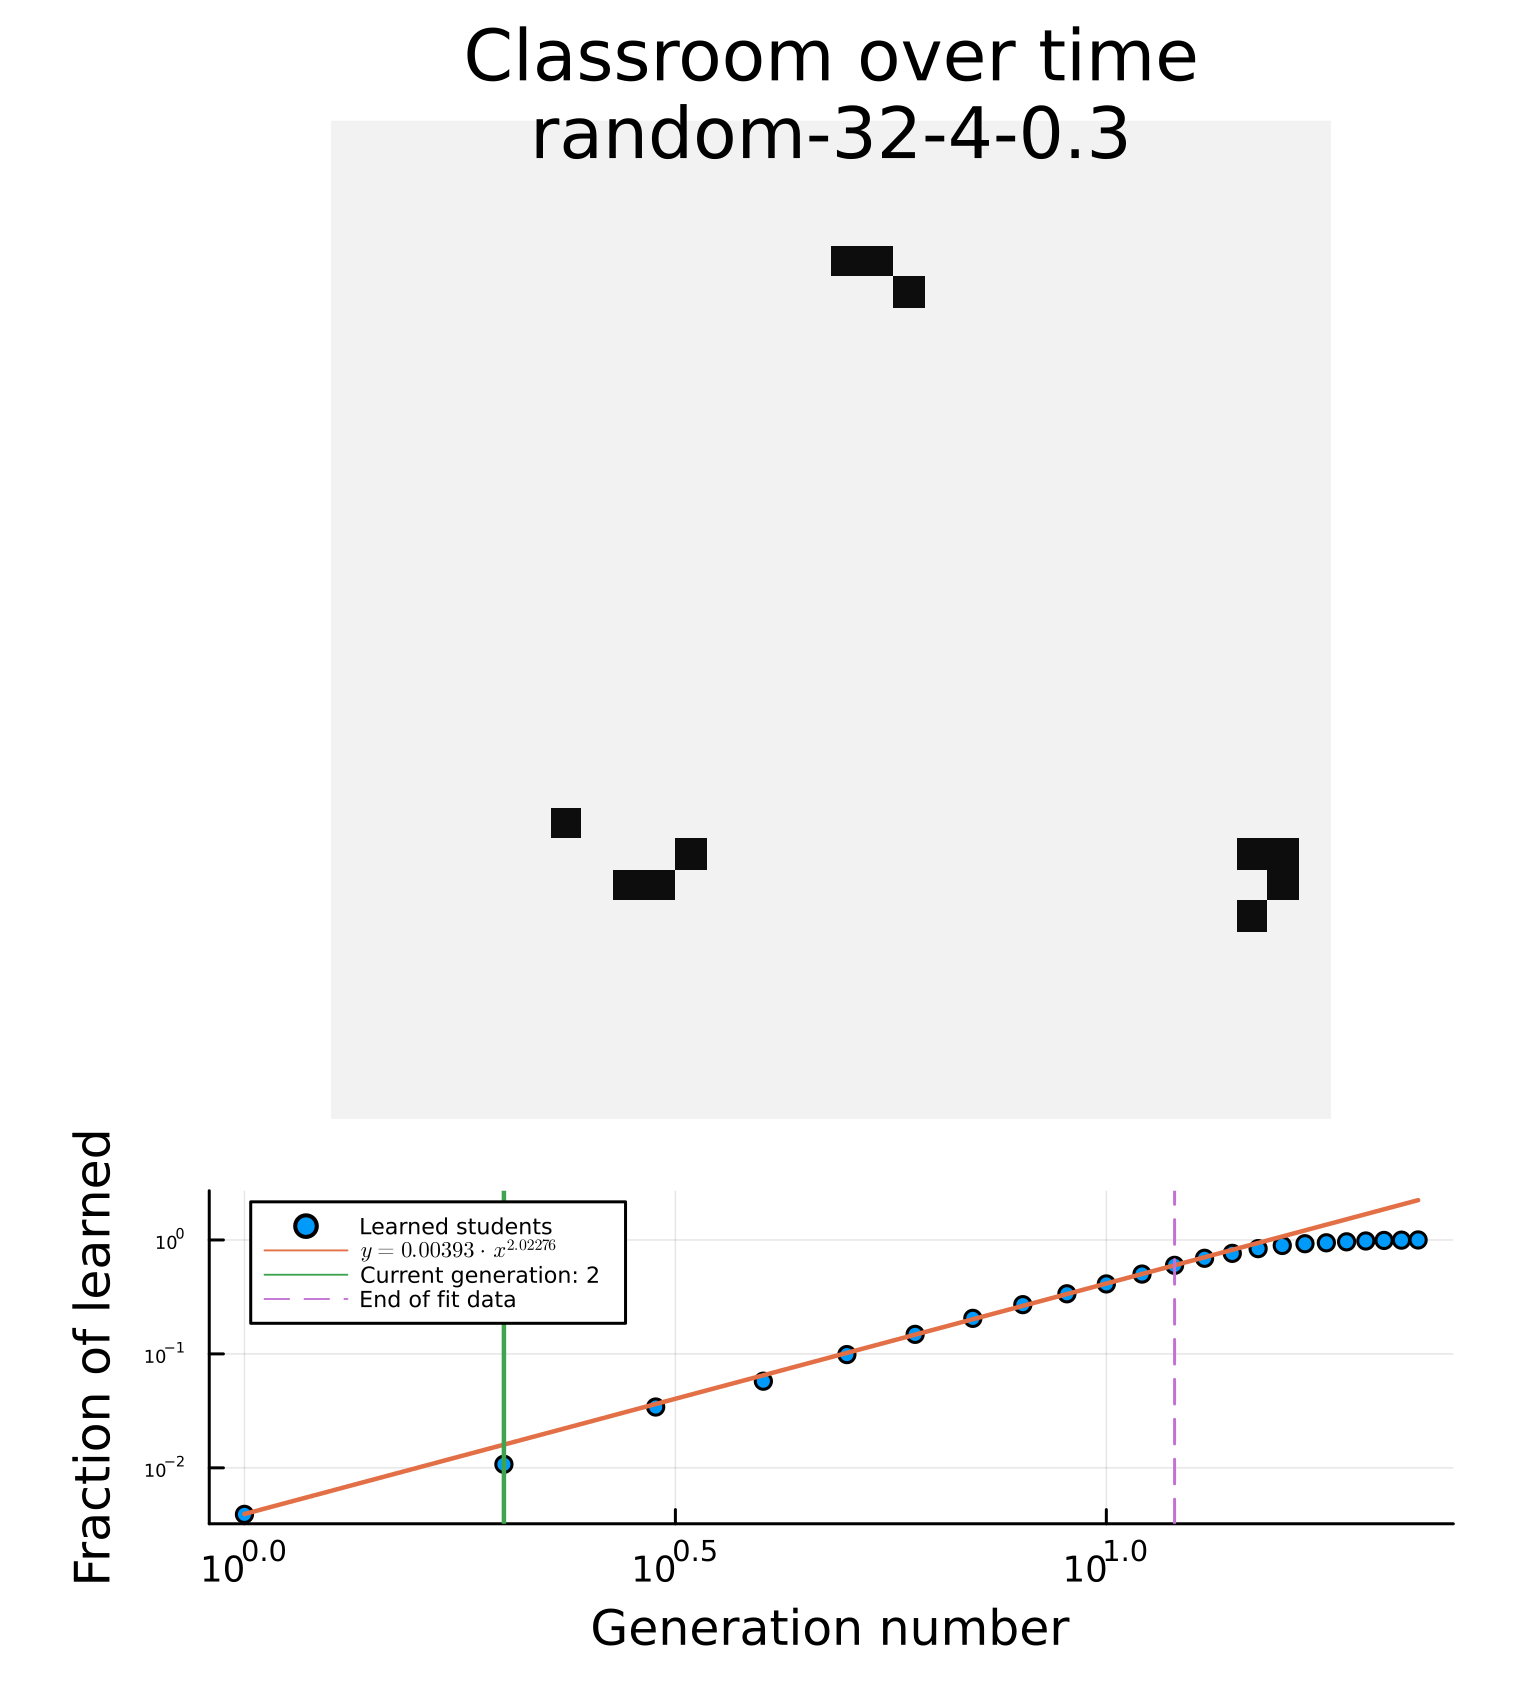 Classroom over time
random-32-4-0.3
Fraction of learned
10⁰
10⁻¹
10⁻²
Learned students
y = 0.00393 · x^2.02276
Current generation: 2
End of fit data
10^0.0 10^0.5 10^1.0
Generation number